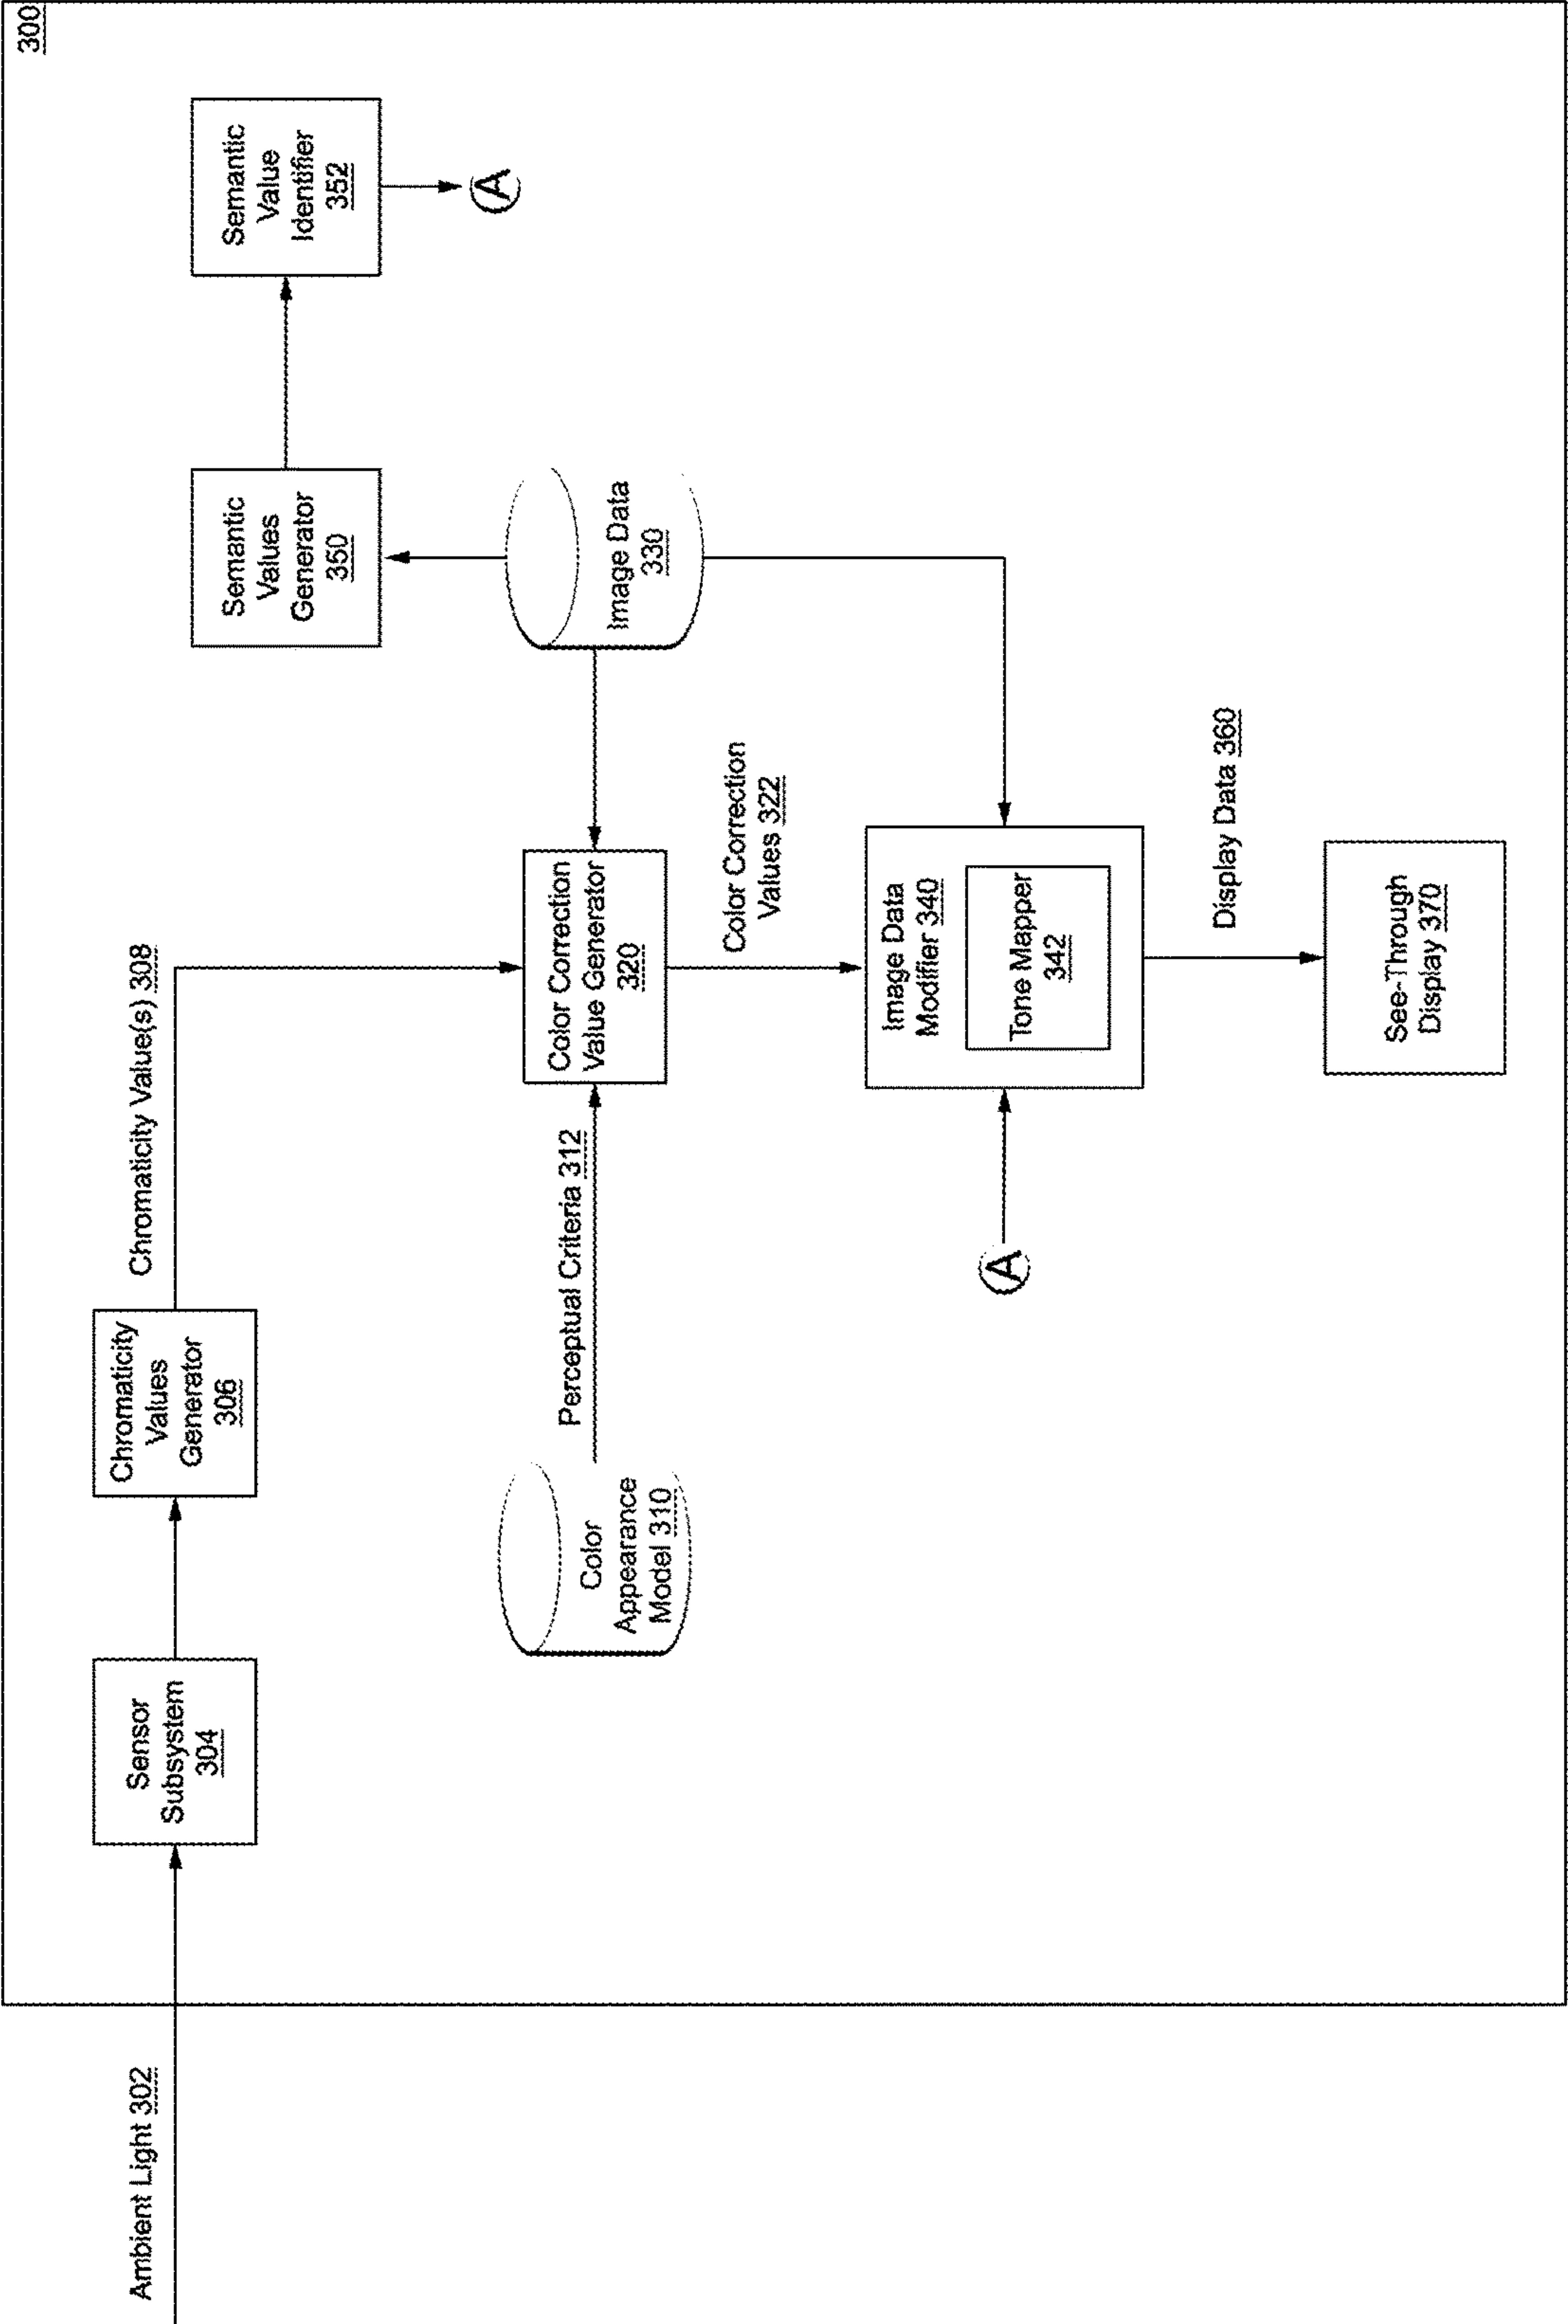 300
Ambient Light 302
Sensor
Subsystem
304
Chromaticity
Values
Generator
306
Chromaticity Value(s) 308
Semantic
Values
Generator
350
Semantic
Value
Identifier
352
A
Color
Appearance
Model 310
Perceptual Criteria 312
Color Correction
Value Generator
320
Image Data
330
Color Correction
Values 322
A
Image Data
Modifier 340
Tone Mapper
342
Display Data 360
See-Through
Display 370